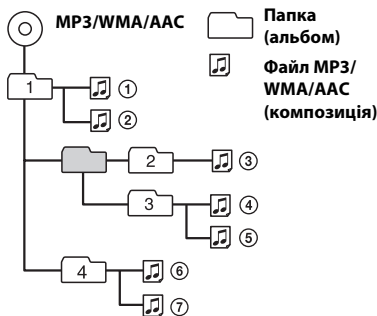 MP3/WMA/AAC
Папка
(альбом)
Файл MP3/
WMA/AAC
(композиція)
1
①
②
2
③
3
④
⑤
4
⑥
⑦